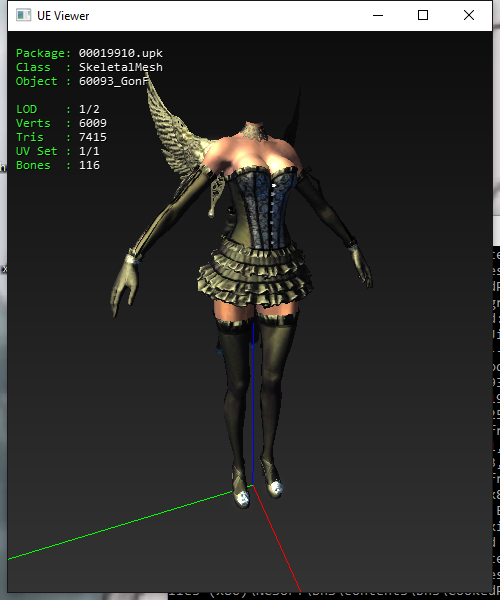 UE Viewer
Package: 00019910.upk
Class : SkeletalMesh
Object : 60093_GonF
LOD : 1/2
Verts : 6009
Tris : 7415
UV Set : 1/1
Bones : 116